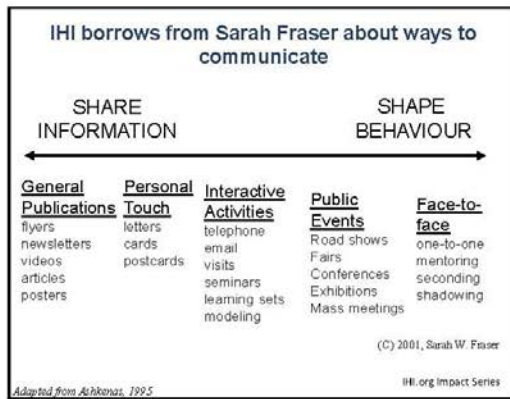 IHI borrows from Sarah Fraser about ways to
communicate
SHARE
INFORMATION
SHAPE
BEHAVIOUR
General
Publications
flyers
newsletters
videos
articles
posters
Personal
Touch
letters
cards
postcards
Interactive
Activities
telephone
email
visits
seminars
learning sets
modeling
Public
Events
Road shows
Fairs
Conferences
Exhibitions
Mass meetings
Face-to-
face
one-to-one
mentoring
seconding
shadowing
(C) 2001, Sarah W. Fraser
Adapted from Ashkenas, 1995
IHI.org Impact Series